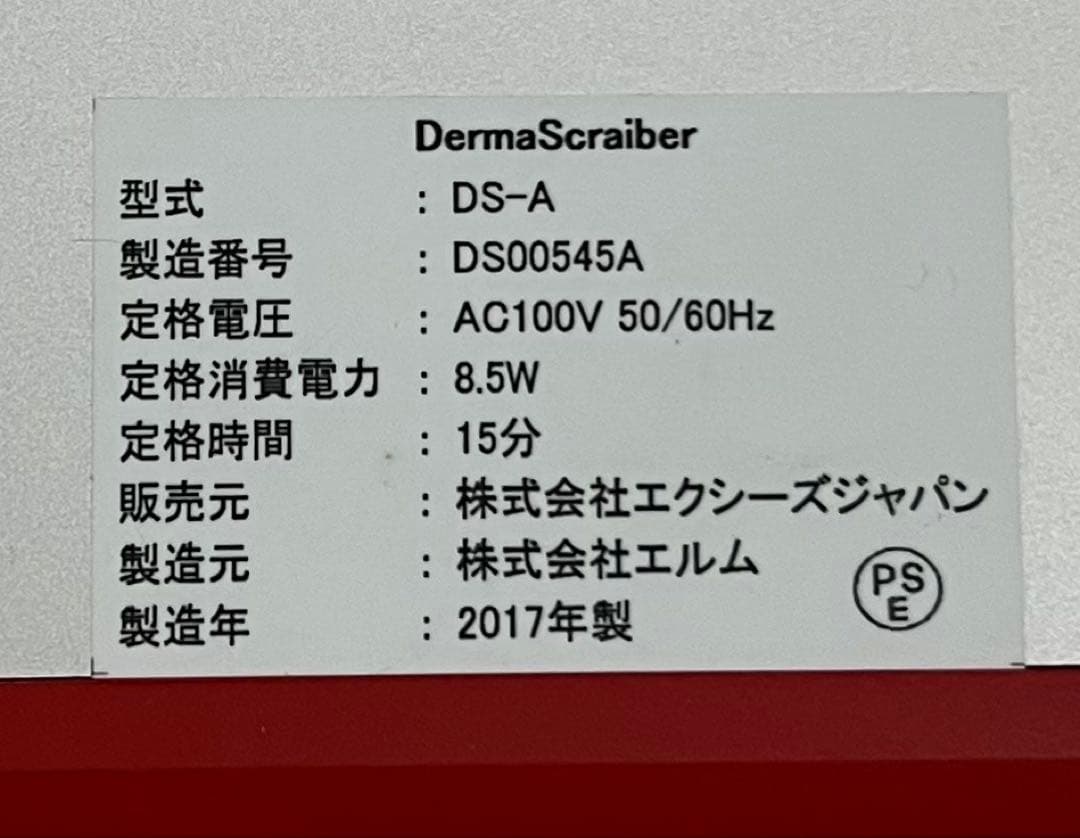 DermaScraiber
型式 : DS-A
製造番号 : DS00545A
定格電圧 : AC100V 50/60Hz
定格消費電力 : 8.5W
定格時間 : 15分
販売元 : 株式会社エクシーズジャパン
製造元 : 株式会社エルム
製造年 : 2017年製
PS
E